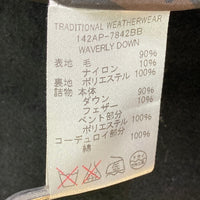 TRADITIONAL WEATHERWEAR
142AP-7842BB
WAVERLY DOWN
表地 毛 90%
ナイロン 10%
裏地 ポリエステル 100%
詰物 本体部分
ダウン 90%
フェザー 10%
ベント部分
ポリエステル 100%
コーデュロイ部分
綿 100%